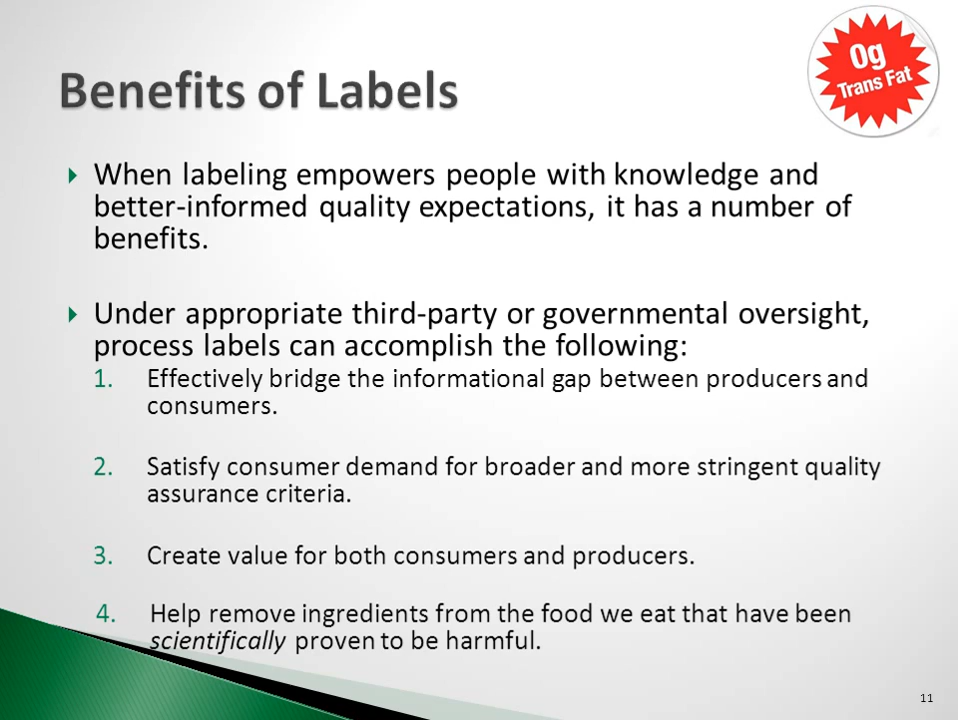 0g
Trans Fat
Benefits of Labels
When labeling empowers people with knowledge and
better-informed quality expectations, it has a number of
benefits.
Under appropriate third-party or governmental oversight,
process labels can accomplish the following:
1. Effectively bridge the informational gap between producers and
consumers.
2. Satisfy consumer demand for broader and more stringent quality
assurance criteria.
3. Create value for both consumers and producers.
4. Help remove ingredients from the food we eat that have been
scientifically proven to be harmful.
11